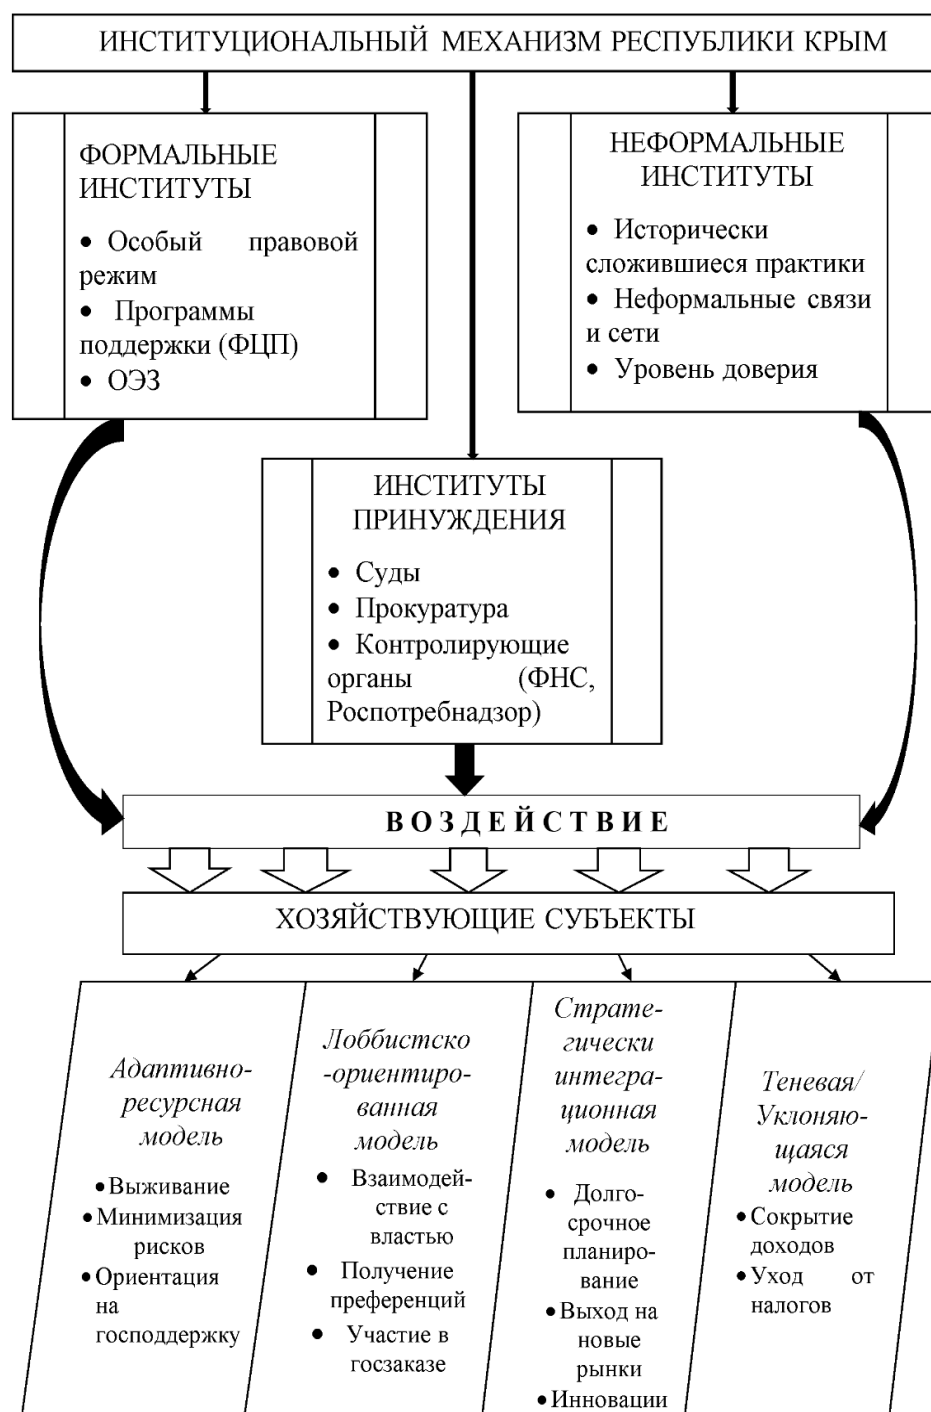 ИНСТИТУЦИОНАЛЬНЫЙ МЕХАНИЗМ РЕСПУБЛИКИ КРЫМ
ФОРМАЛЬНЫЕ
ИНСТИТУТЫ
• Особый правовой
режим
• Программы
поддержки (ФЦП)
• ОЭЗ
НЕФОРМАЛЬНЫЕ
ИНСТИТУТЫ
• Исторически
сложившиеся практики
• Неформальные связи
и сети
• Уровень доверия
ИНСТИТУТЫ
ПРИНУЖДЕНИЯ
• Суды
• Прокуратура
• Контролирующие
органы (ФНС,
Роспотребнадзор)
ВОЗДЕЙСТВИЕ
ХОЗЯЙСТВУЮЩИЕ СУБЪЕКТЫ
Адаптивно-
ресурсная
модель
• Выживание
• Минимизация
рисков
• Ориентация
на
господдержку
Лоббистско
-ориентиро-
ванная
модель
• Взаимодей-
ствие с
властью
• Получение
преференций
• Участие в
госзаказе
Страте-
гически
интегра-
ционная
модель
• Долго-
срочное
планиро-
вание
• Выход на
новые
рынки
• Инновации
Теневая/
Уклоняю-
щаяся
модель
• Сокрытие
доходов
• Уход от
налогов